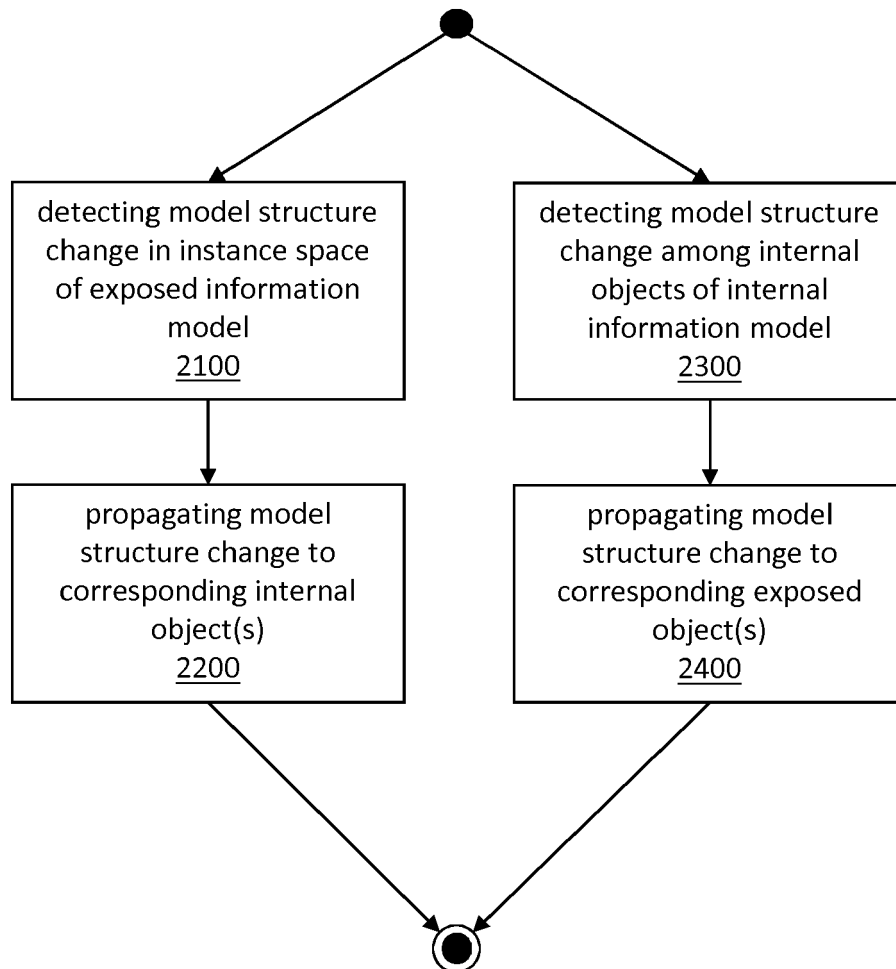 detecting model structure
change in instance space
of exposed information
model
2100
detecting model structure
change among internal
objects of internal
information model
2300
propagating model
structure change to
corresponding internal
object(s)
2200
propagating model
structure change to
corresponding exposed
object(s)
2400